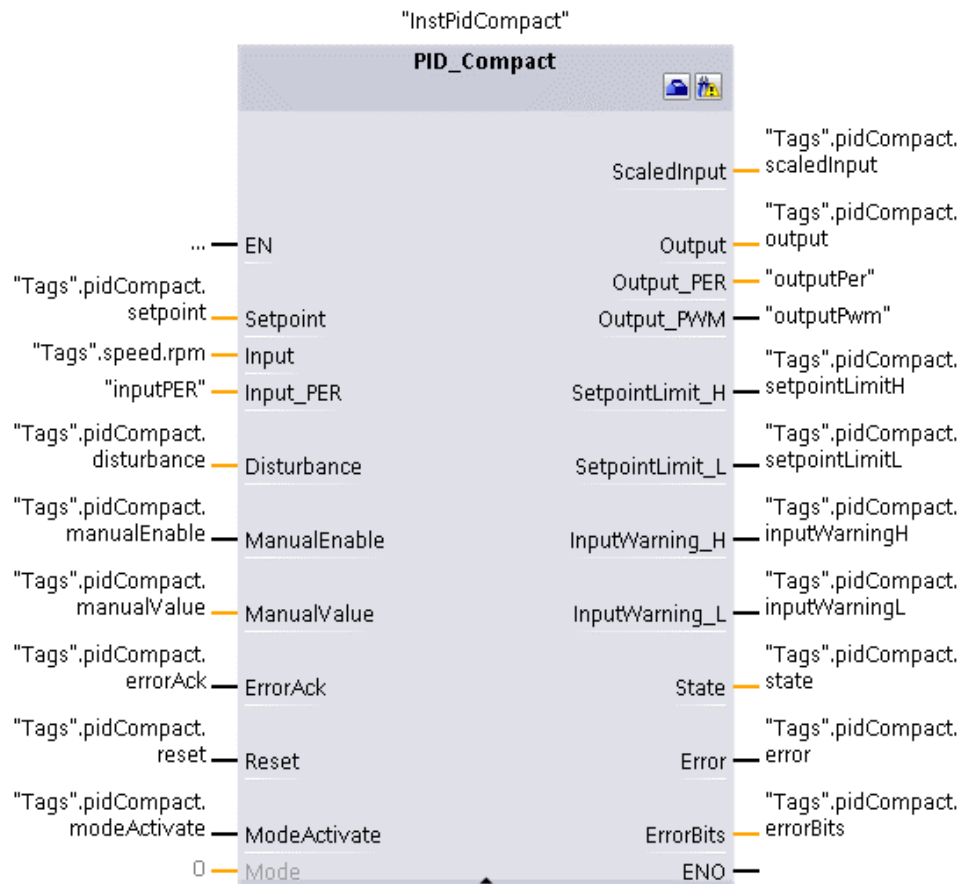 "InstPidCompact"
PID_Compact
"Tags".pidCompact.
ScaledInput
scaledInput
"Tags".pidCompact.
...
EN
Output
output
Output_PER
"outputPer"
"Tags".pidCompact.
setpoint
Setpoint
Output_PWM
"outputPwm"
"Tags".speed.rpm
Input
"Tags".pidCompact.
"inputPER"
Input_PER
SetpointLimit_H
setpointLimitH
"Tags".pidCompact.
disturbance
Disturbance
"Tags".pidCompact.
SetpointLimit_L
setpointLimitL
"Tags".pidCompact.
manualEnable
ManualEnable
"Tags".pidCompact.
InputWarning_H
inputWarningH
"Tags".pidCompact.
manualValue
ManualValue
"Tags".pidCompact.
InputWarning_L
inputWarningL
"Tags".pidCompact.
errorAck
ErrorAck
"Tags".pidCompact.
State
state
"Tags".pidCompact.
reset
Reset
"Tags".pidCompact.
Error
error
"Tags".pidCompact.
modeActivate
ModeActivate
"Tags".pidCompact.
ErrorBits
errorBits
0
Mode
ENO